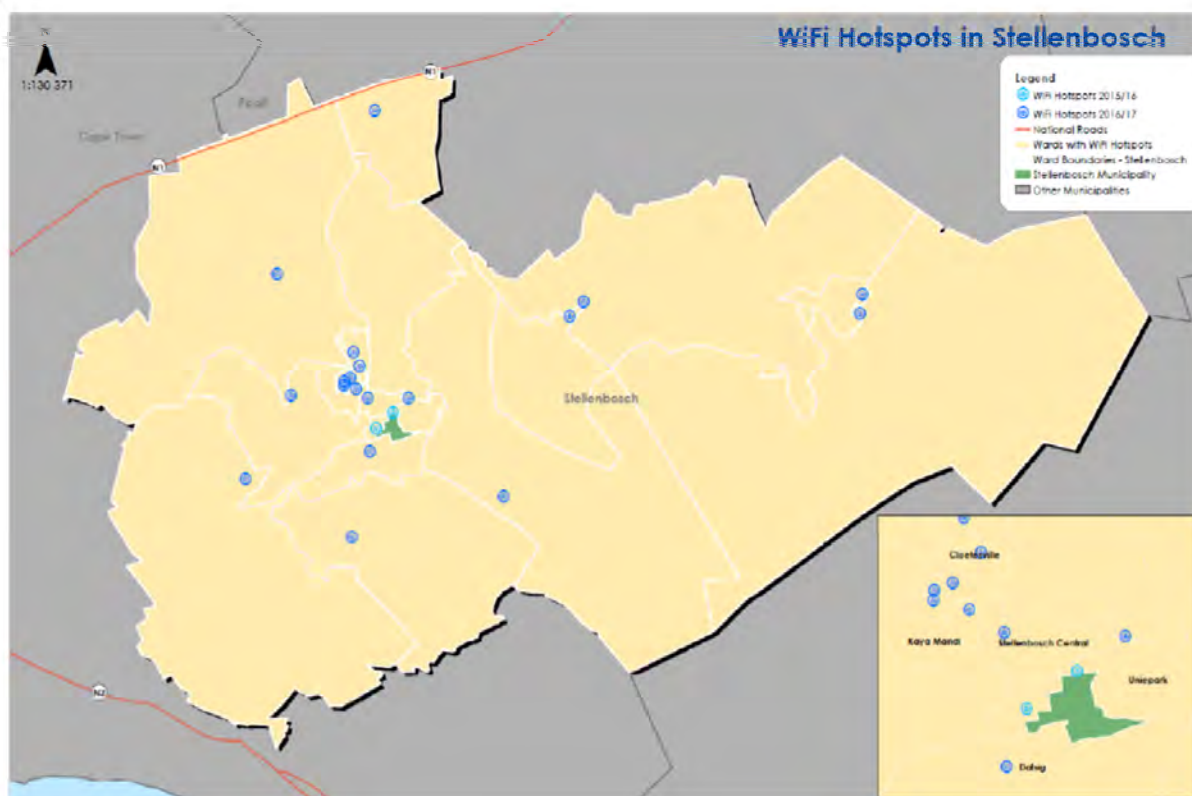 WiFi Hotspots in Stellenbosch
N
1:130 371
Legend
WiFi Hotspots 2015/16
WiFi Hotspots 2016/17
National Roads
Wards with WiFi Hotspots
Ward Boundaries - Stellenbosch
Stellenbosch Municipality
Other Municipalities
N1
Paarl
Cape Town
N1
Stellenbosch
N2
Cloetesville
Kaya Mandi
Stellenbosch Central
Uniepark
Dalsig